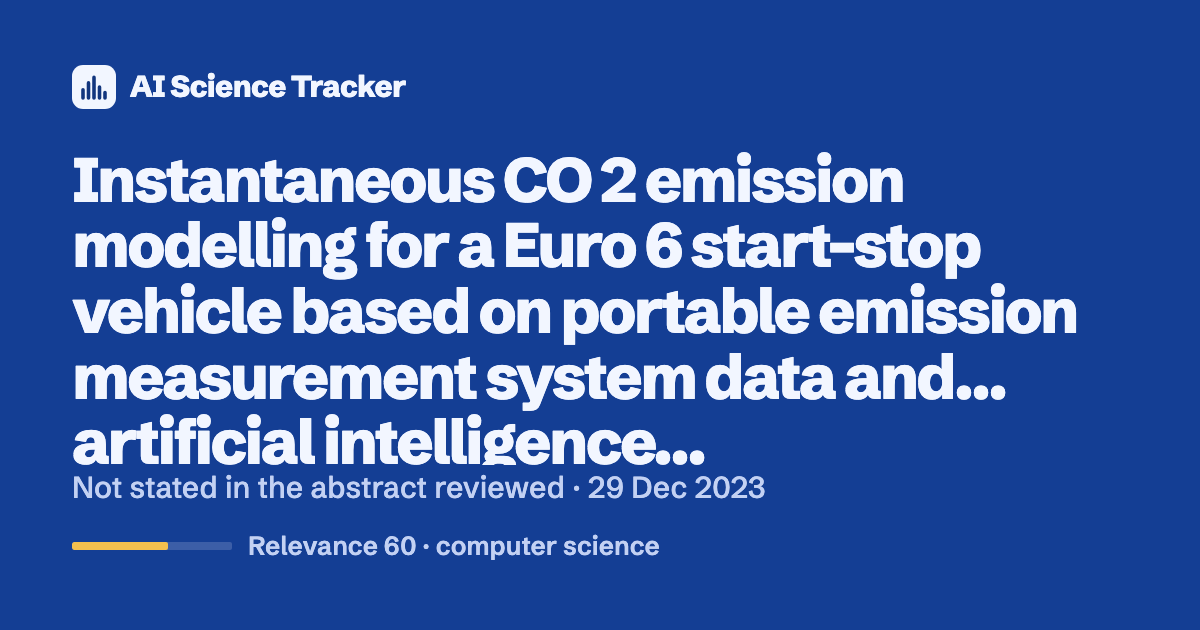 AI Science Tracker
Instantaneous CO 2 emission
modelling for a Euro 6 start-stop
vehicle based on portable emission
measurement system data and...
artificial intelligence...
Not stated in the abstract reviewed · 29 Dec 2023
Relevance 60 · computer science